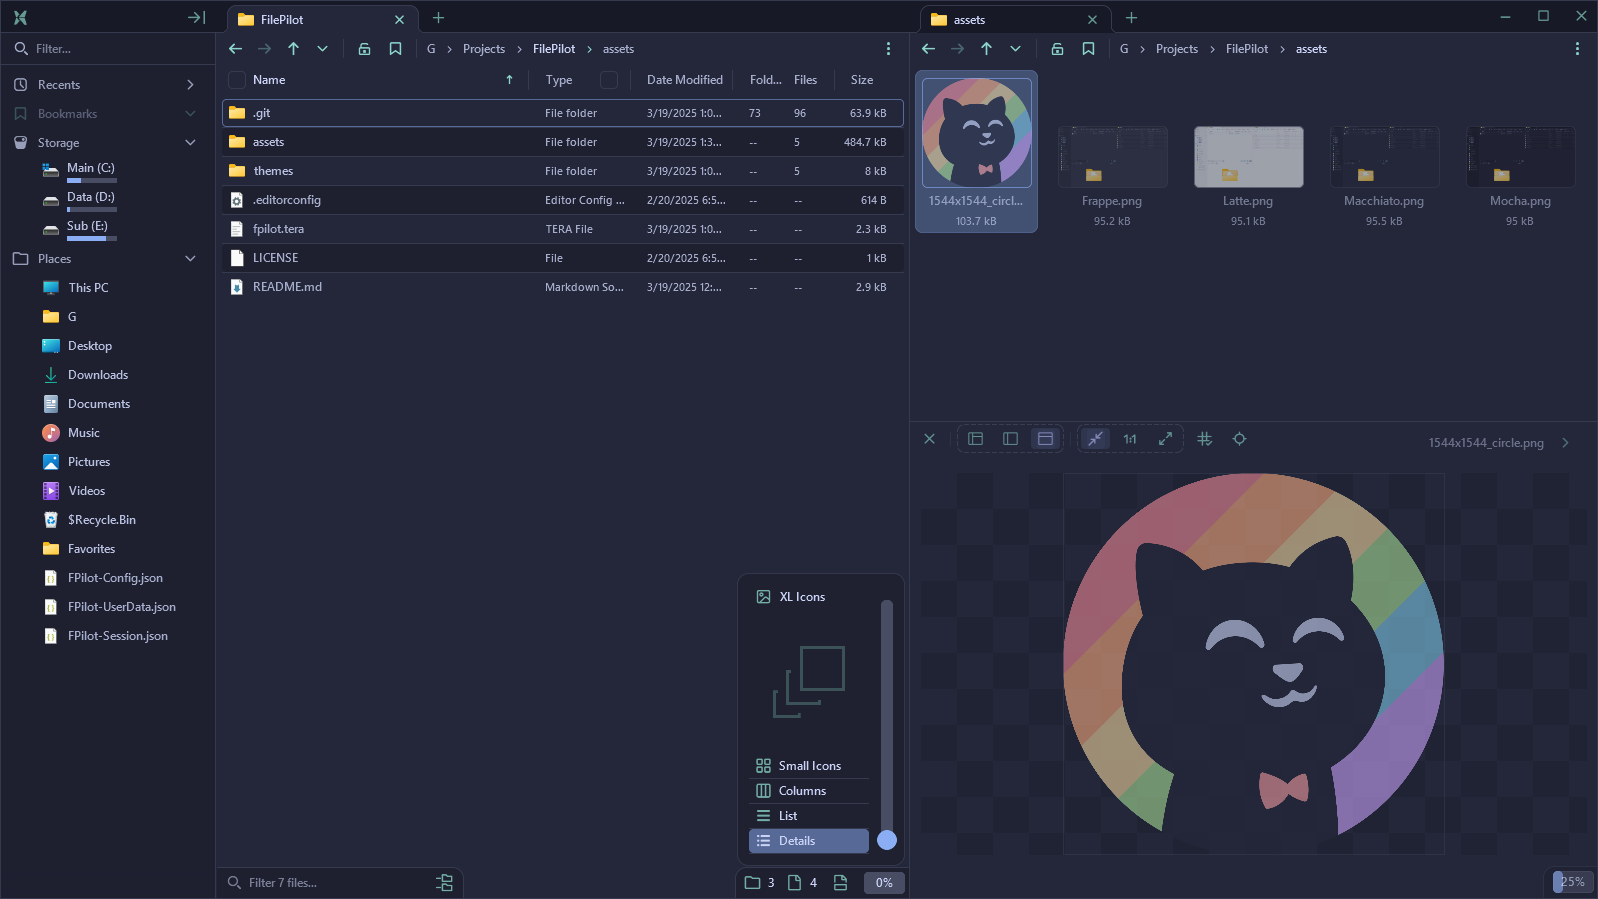 FilePilot
assets
Filter...
G > Projects > FilePilot > assets
G > Projects > FilePilot > assets
Recents
Bookmarks
Storage
Main (C:)
Data (D:)
Sub (E:)
Places
This PC
G
Desktop
Downloads
Documents
Music
Pictures
Videos
$Recycle.Bin
Favorites
FPilot-Config.json
FPilot-UserData.json
FPilot-Session.json
Name Type Date Modified Fold... Files Size
.git File folder 3/19/2025 1:0... 73 96 63.9 kB
assets File folder 3/19/2025 1:3... -- 5 484.7 kB
themes File folder 3/19/2025 1:0... -- 5 8 kB
.editorconfig Editor Config ... 2/20/2025 6:5... -- -- 614 B
fpilot.tera TERA File 3/19/2025 1:0... -- -- 2.3 kB
LICENSE File 2/20/2025 6:5... -- -- 1 kB
README.md Markdown So... 3/19/2025 12:... -- -- 2.9 kB
XL Icons
Small Icons
Columns
List
Details
Filter 7 files...
3 4 0%
1544x1544_circl... Frappe.png Latte.png Macchiato.png Mocha.png
103.7 kB 95.2 kB 95.1 kB 95.5 kB 95 kB
1:1 1544x1544_circle.png
25%